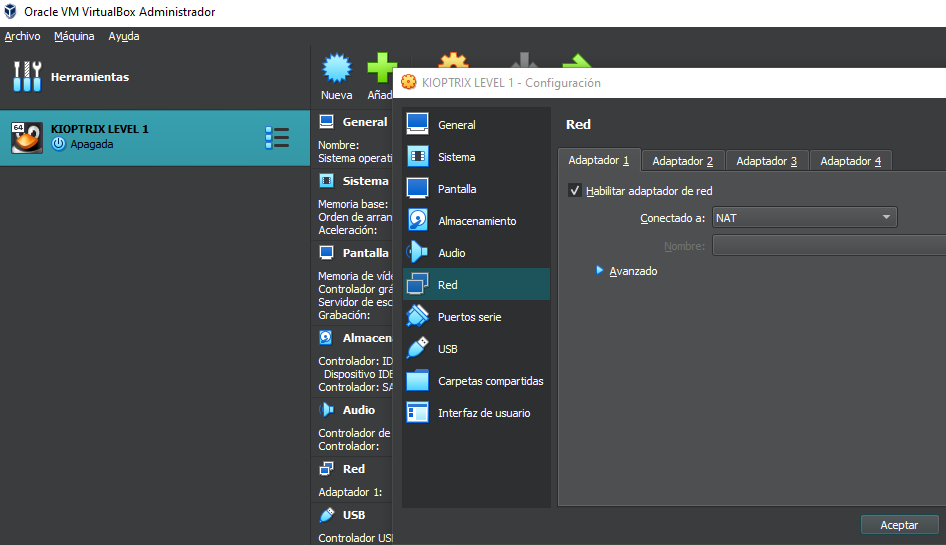 Oracle VM VirtualBox Administrador
Archivo Máquina Ayuda
Herramientas
Nueva
Añad
64
KIOPTRIX LEVEL 1
Apagada
General
Nombre:
Sistema operati
Sistema
Memoria base:
Orden de arran
Aceleración:
Pantalla
Memoria de víde
Controlador grá
Servidor de esc
Grabación:
Almacen
Controlador: ID
Dispositivo IDE
Controlador: SA
Audio
Controlador de
Controlador:
Red
Adaptador 1:
USB
Controlador USB
KIOPTRIX LEVEL 1 - Configuración
General
Sistema
Pantalla
Almacenamiento
Audio
Red
Puertos serie
USB
Carpetas compartidas
Interfaz de usuario
Red
Adaptador 1 Adaptador 2 Adaptador 3 Adaptador 4
Habilitar adaptador de red
Conectado a: NAT
Nombre:
Avanzado
Aceptar